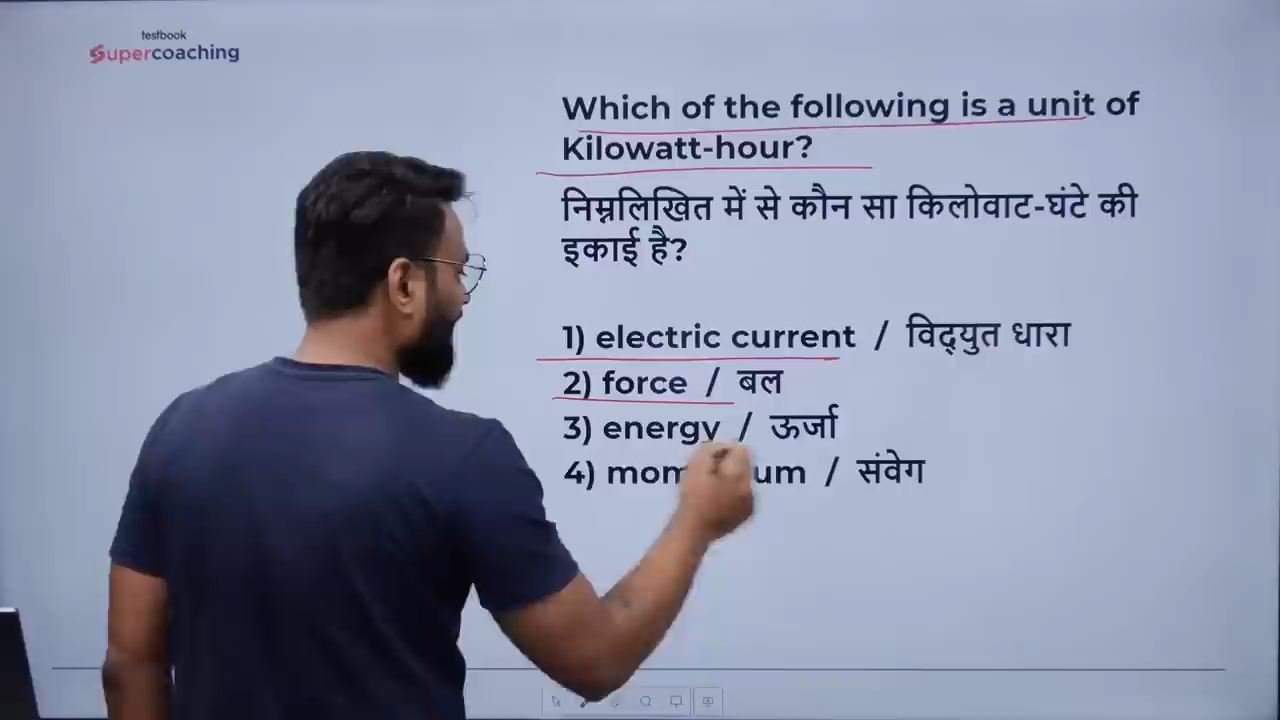 testbook
Supercoaching
Which of the following is a unit of
Kilowatt-hour?
निम्नलिखित में से कौन सा किलोवाट-घंटे की
इकाई है?
1) electric current / विद्युत धारा
2) force / बल
3) energy / ऊर्जा
4) / संवेग